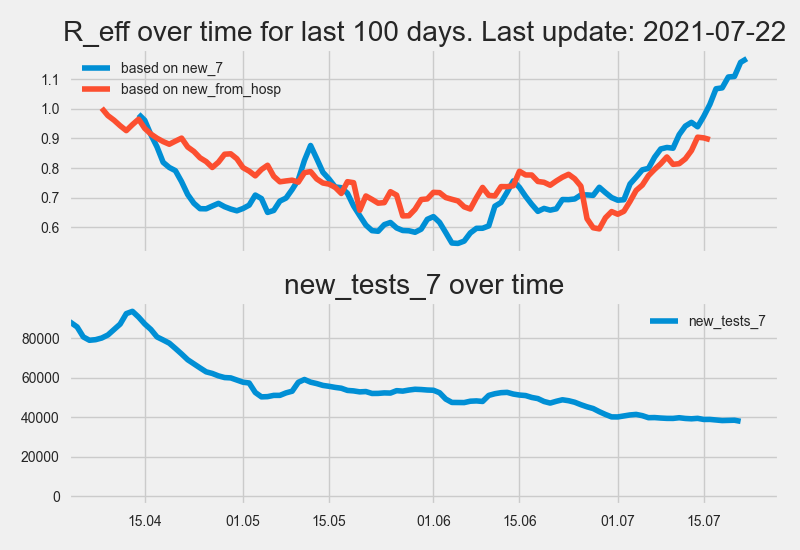 R_eff over time for last 100 days. Last update: 2021-07-22
based on new_7
based on new_from_hosp
1.1
1.0
0.9
0.8
0.7
0.6
new_tests_7 over time
new_tests_7
80000
60000
40000
20000
0
15.04 01.05 15.05 01.06 15.06 01.07 15.07